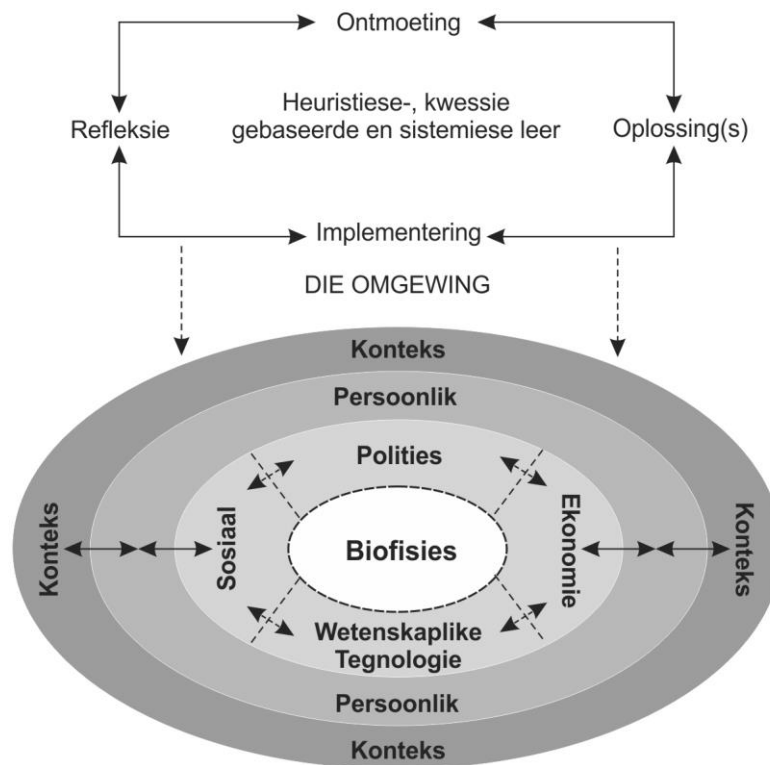 Ontmoeting
Heuristiese-, kwessie
gebaseerde en sistemiese leer
Refleksie
Oplossing(s)
Implementering
DIE OMGEWING
Konteks
Persoonlik
Polities
Konteks
Sosiaal
Biofisies
Ekonomie
Konteks
Wetenskaplike
Tegnologie
Persoonlik
Konteks